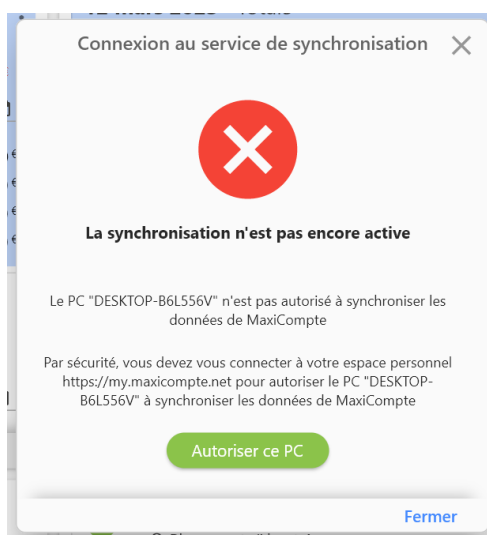 Connexion au service de synchronisation
La synchronisation n'est pas encore active
Le PC "DESKTOP-B6L556V" n'est pas autorisé à synchroniser les
données de MaxiCompte
Par sécurité, vous devez vous connecter à votre espace personnel
https://my.maxicompte.net pour autoriser le PC "DESKTOP-
B6L556V" à synchroniser les données de MaxiCompte
Autoriser ce PC
Fermer